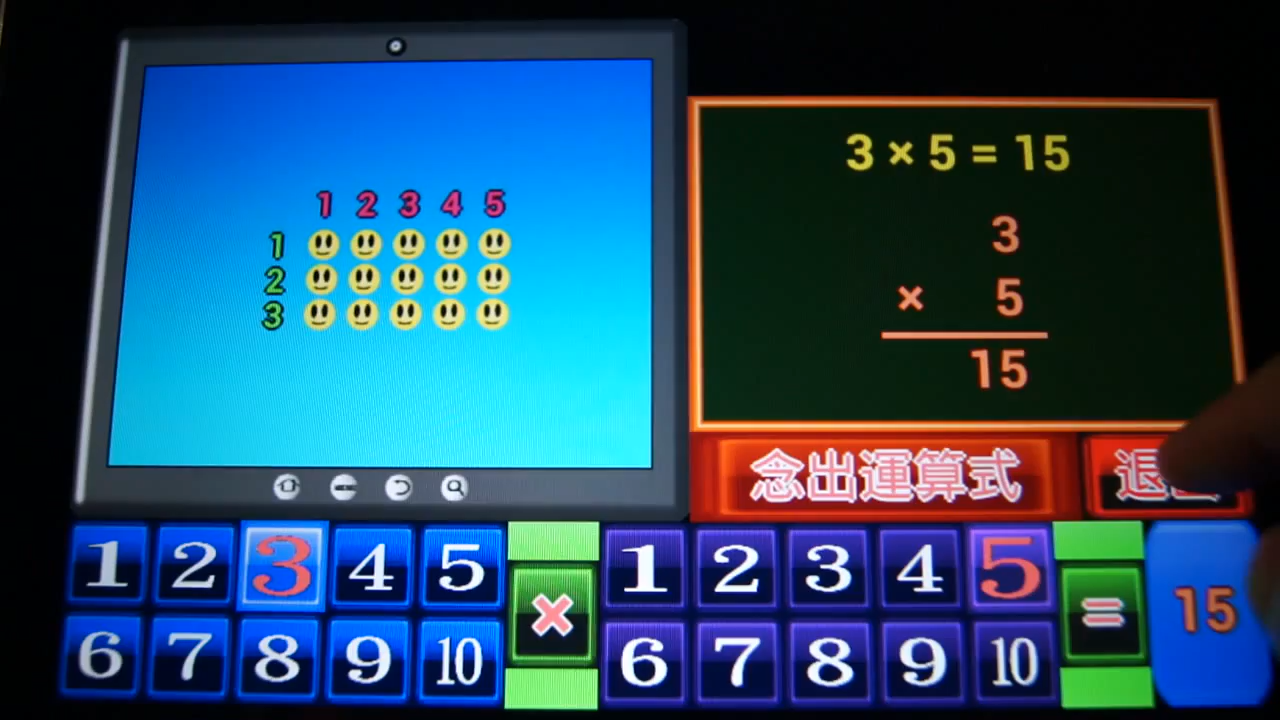 1 2 3 4 5
1
2
3
3 × 5 = 15
3
× 5
15
念出運算式
退
1 2 3 4 5 × 1 2 3 4 5 = 15
6 7 8 9 10 6 7 8 9 10